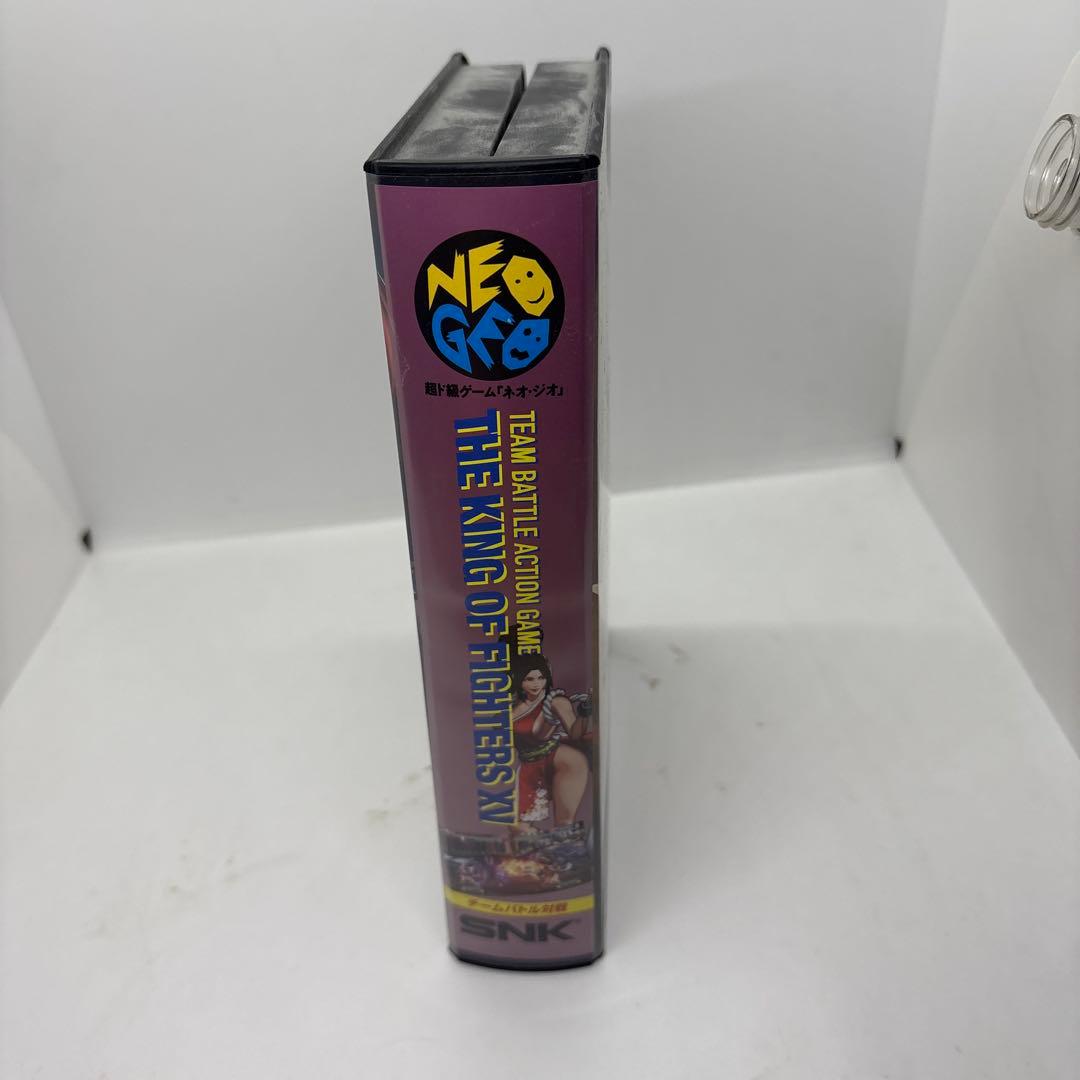 NEO
GEO
超ド級ゲーム「ネオ・ジオ」
TEAM BATTLE ACTION GAME
THE KING OF FIGHTERS XV
チームバトル対戦
SNK